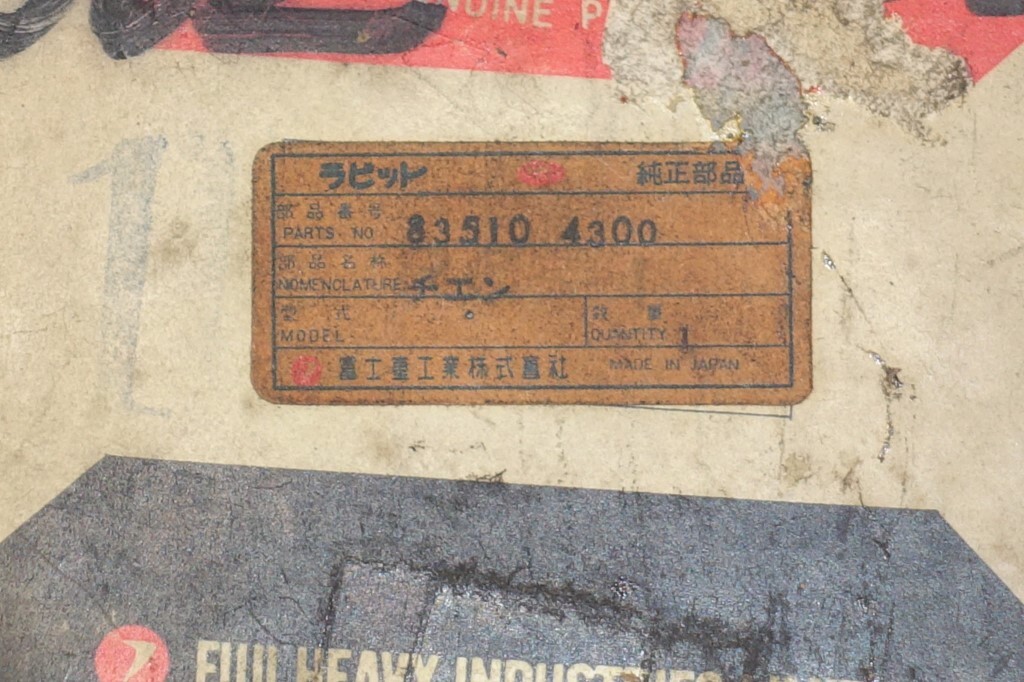 NUINE P
ラビット 純正部品
部品番号
PARTS NO 83510 4300
部品名称
NOMENCLATURE チエン
型式 数量
MODEL QUANTITY 1
富士重工業株式會社 MADE IN JAPAN
FUJI HEAVY INDUSTRIES